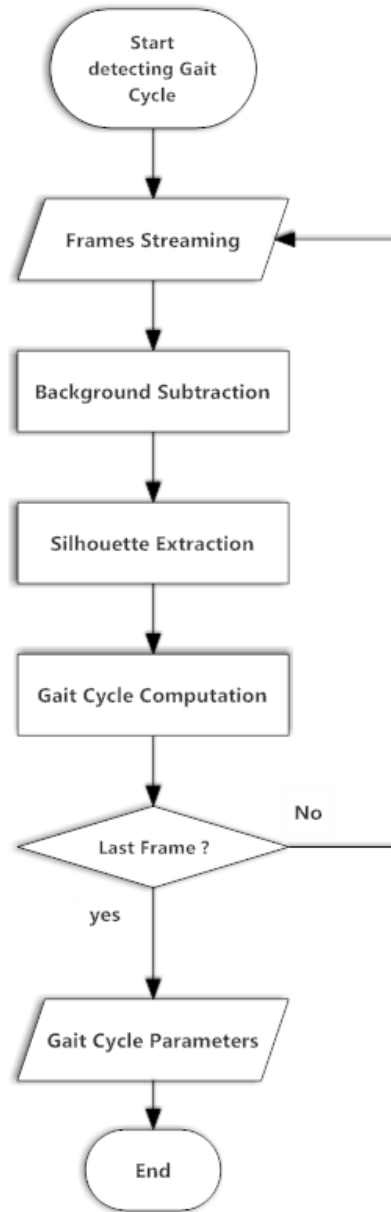 Start
detecting Gait
Cycle
Frames Streaming
Background Subtraction
Silhouette Extraction
Gait Cycle Computation
No
Last Frame ?
yes
Gait Cycle Parameters
End